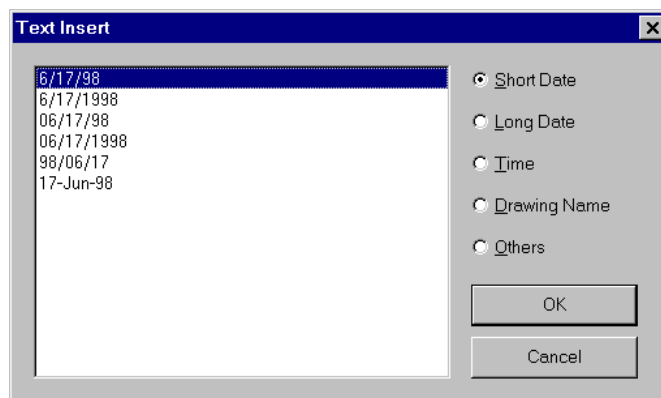 Text Insert
6/17/98
6/17/1998
06/17/98
06/17/1998
98/06/17
17-Jun-98
Short Date
Long Date
Time
Drawing Name
Others
OK
Cancel